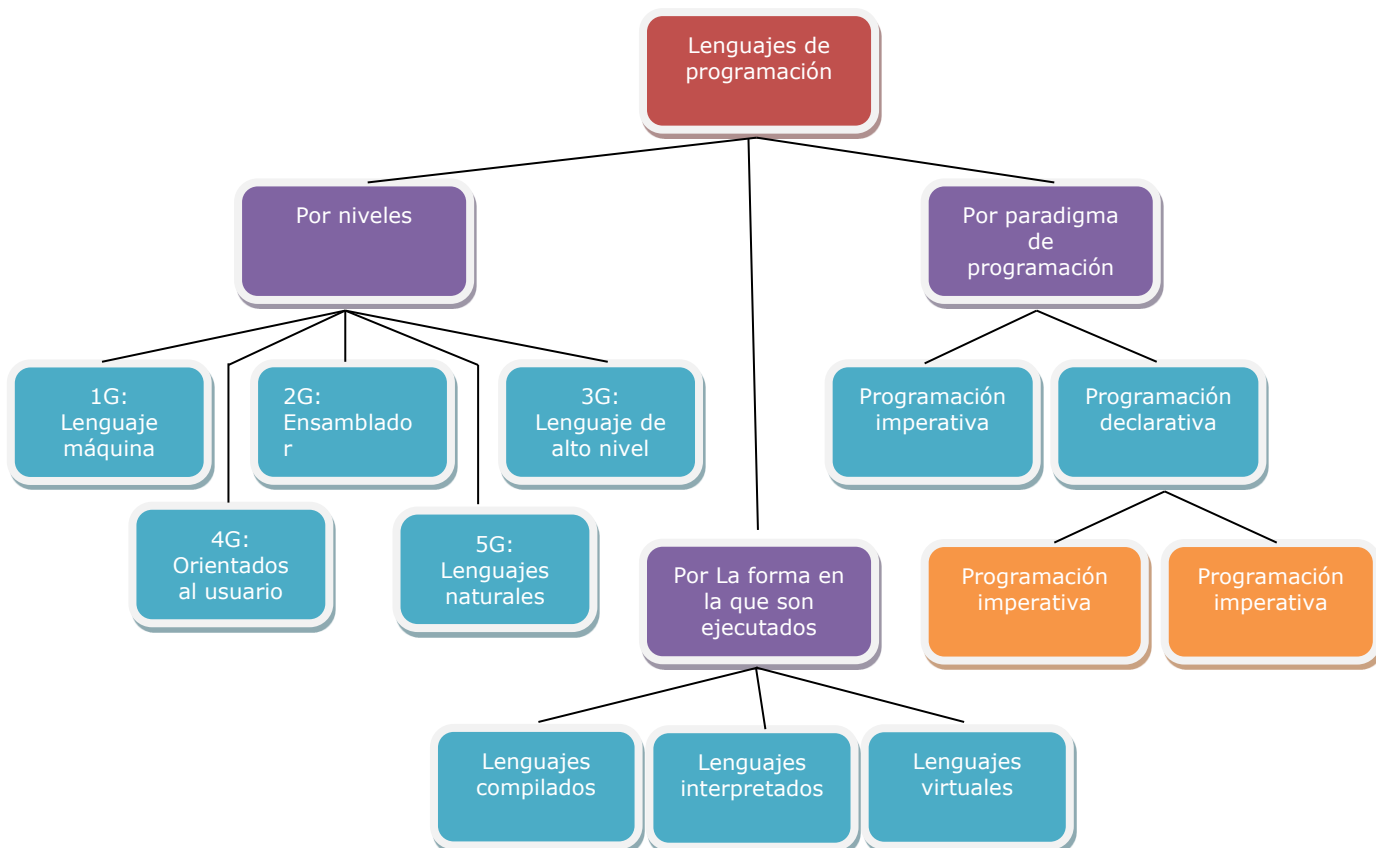 Lenguajes de
programación
Por niveles
Por paradigma
de
programación
1G:
Lenguaje
máquina
2G:
Ensamblado
r
3G:
Lenguaje de
alto nivel
Programación
imperativa
Programación
declarativa
4G:
Orientados
al usuario
5G:
Lenguajes
naturales
Por La forma en
la que son
ejecutados
Programación
imperativa
Programación
imperativa
Lenguajes
compilados
Lenguajes
interpretados
Lenguajes
virtuales